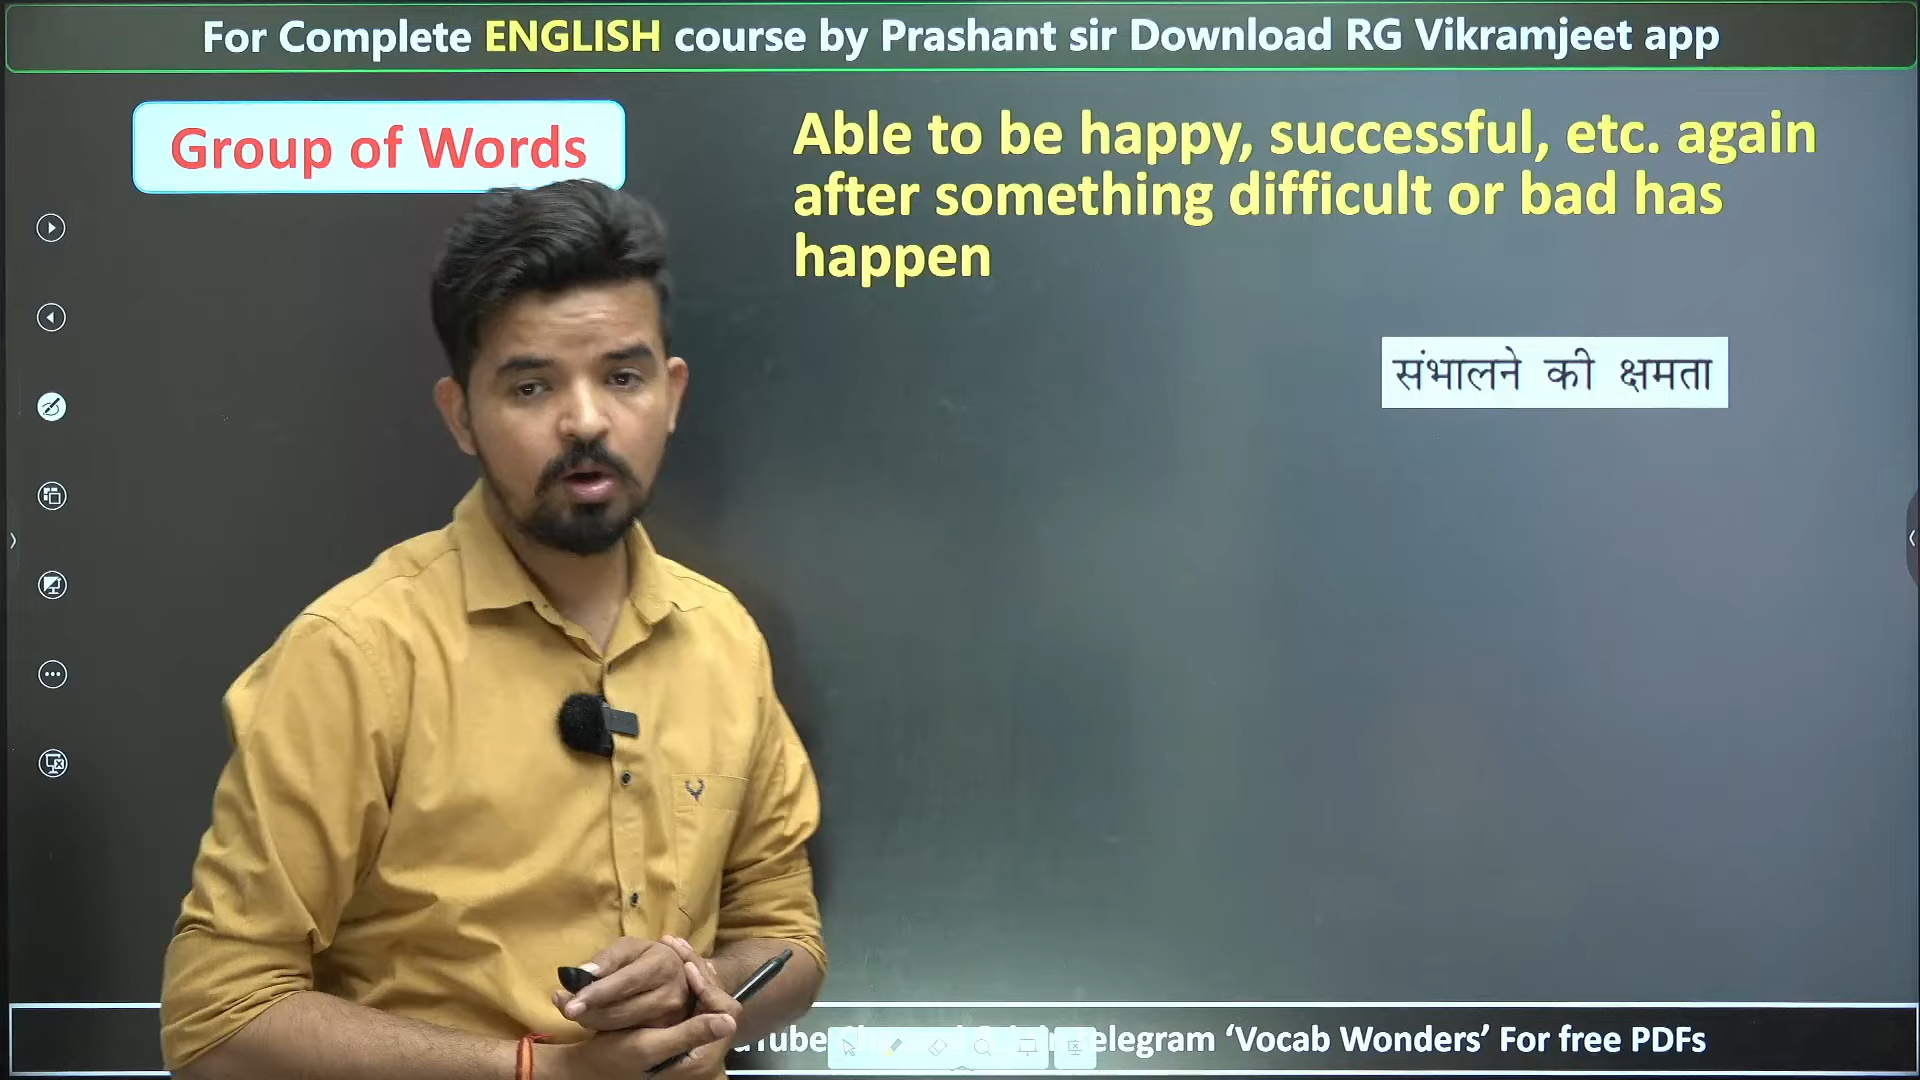 For Complete ENGLISH course by Prashant sir Download RG Vikramjeet app
Group of Words
Able to be happy, successful, etc. again
after something difficult or bad has
happen
संभालने की क्षमता
elegram ‘Vocab Wonders’ For free PDFs